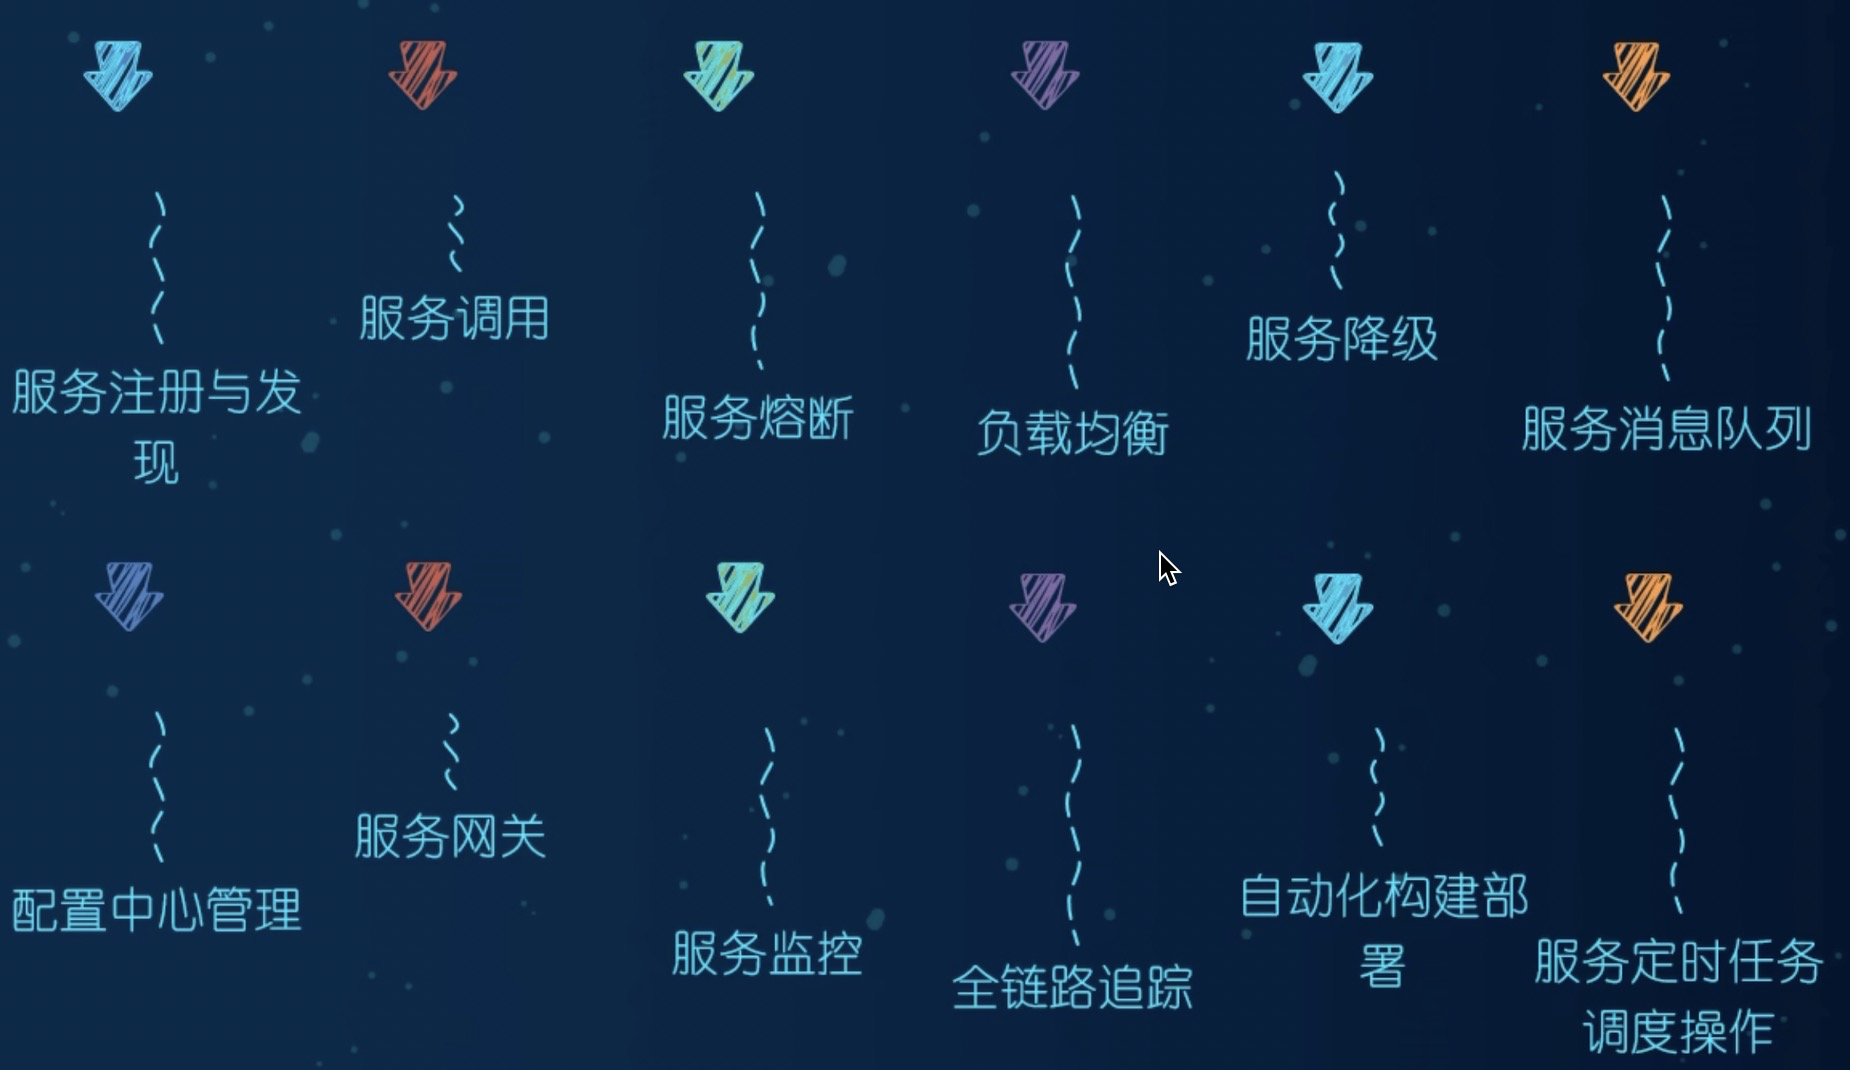 服务注册与发
现
服务调用
服务熔断
负载均衡
服务降级
服务消息队列
配置中心管理
服务网关
服务监控
全链路追踪
自动化构建部
署
服务定时任务
调度操作